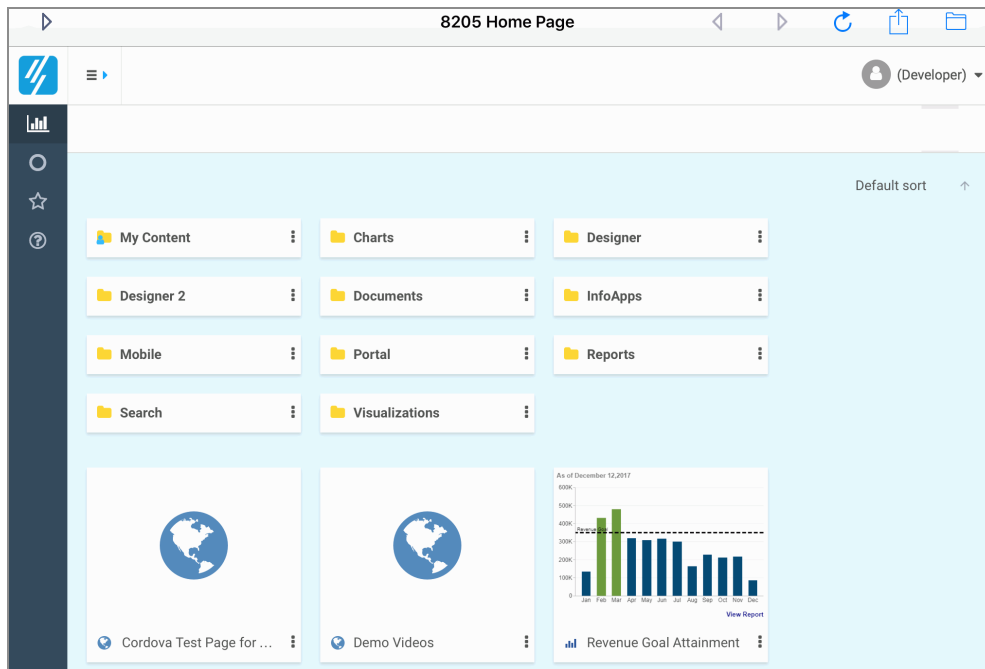 8205 Home Page
(Developer)
Default sort
My Content
Charts
Designer
Designer 2
Documents
InfoApps
Mobile
Portal
Reports
Search
Visualizations
As of December 12,2017
600K
500K
400K
Revenue Goal
300K
200K
100K
0
Jan Feb Mar Apr May Jun Jul Aug Sep Oct Nov Dec
View Report
Cordova Test Page for ...
Demo Videos
Revenue Goal Attainment